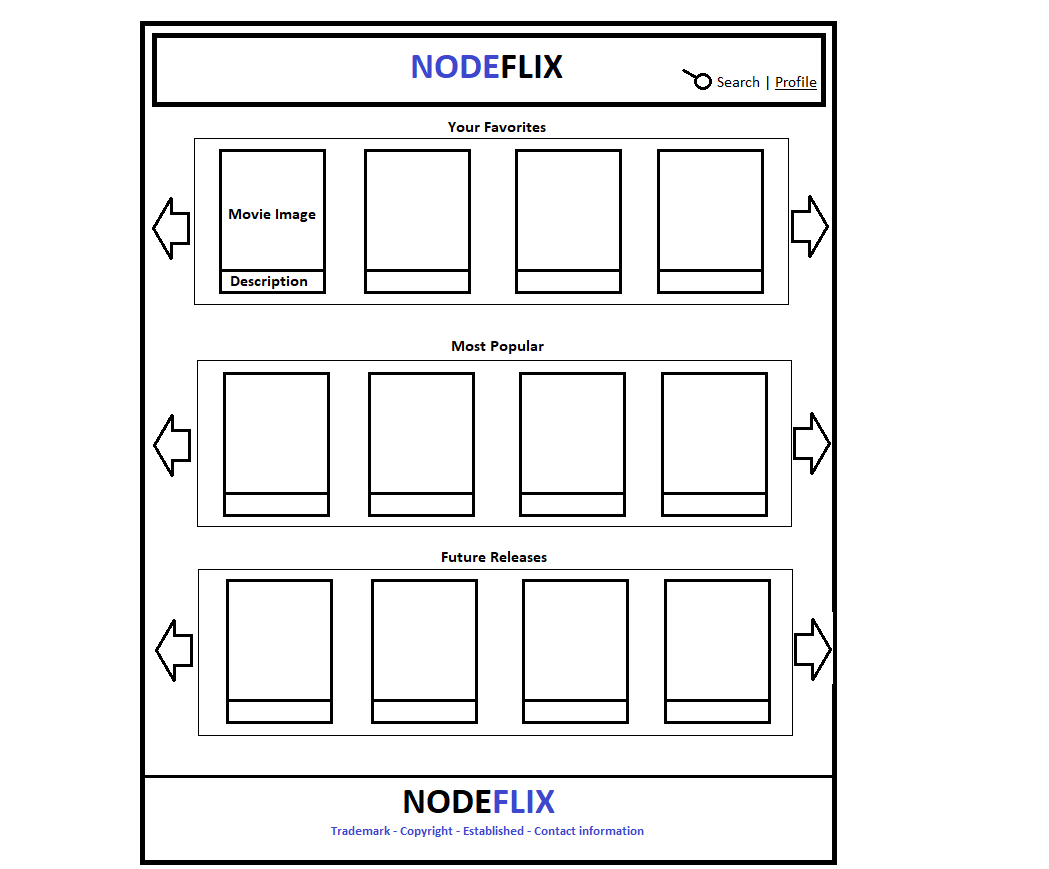 NODEFLIX
Search | Profile
Your Favorites
Movie Image
Description
Most Popular
Future Releases
NODEFLIX
Trademark - Copyright - Established - Contact information